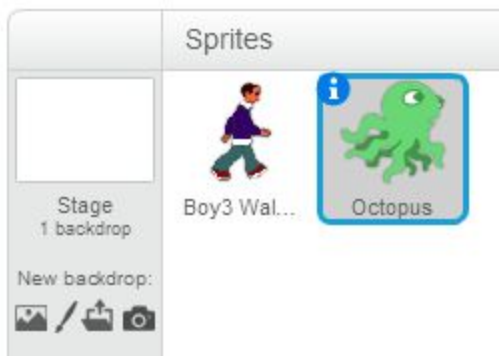 Sprites
Stage
1 backdrop
New backdrop:
Boy3 Wal...
Octopus